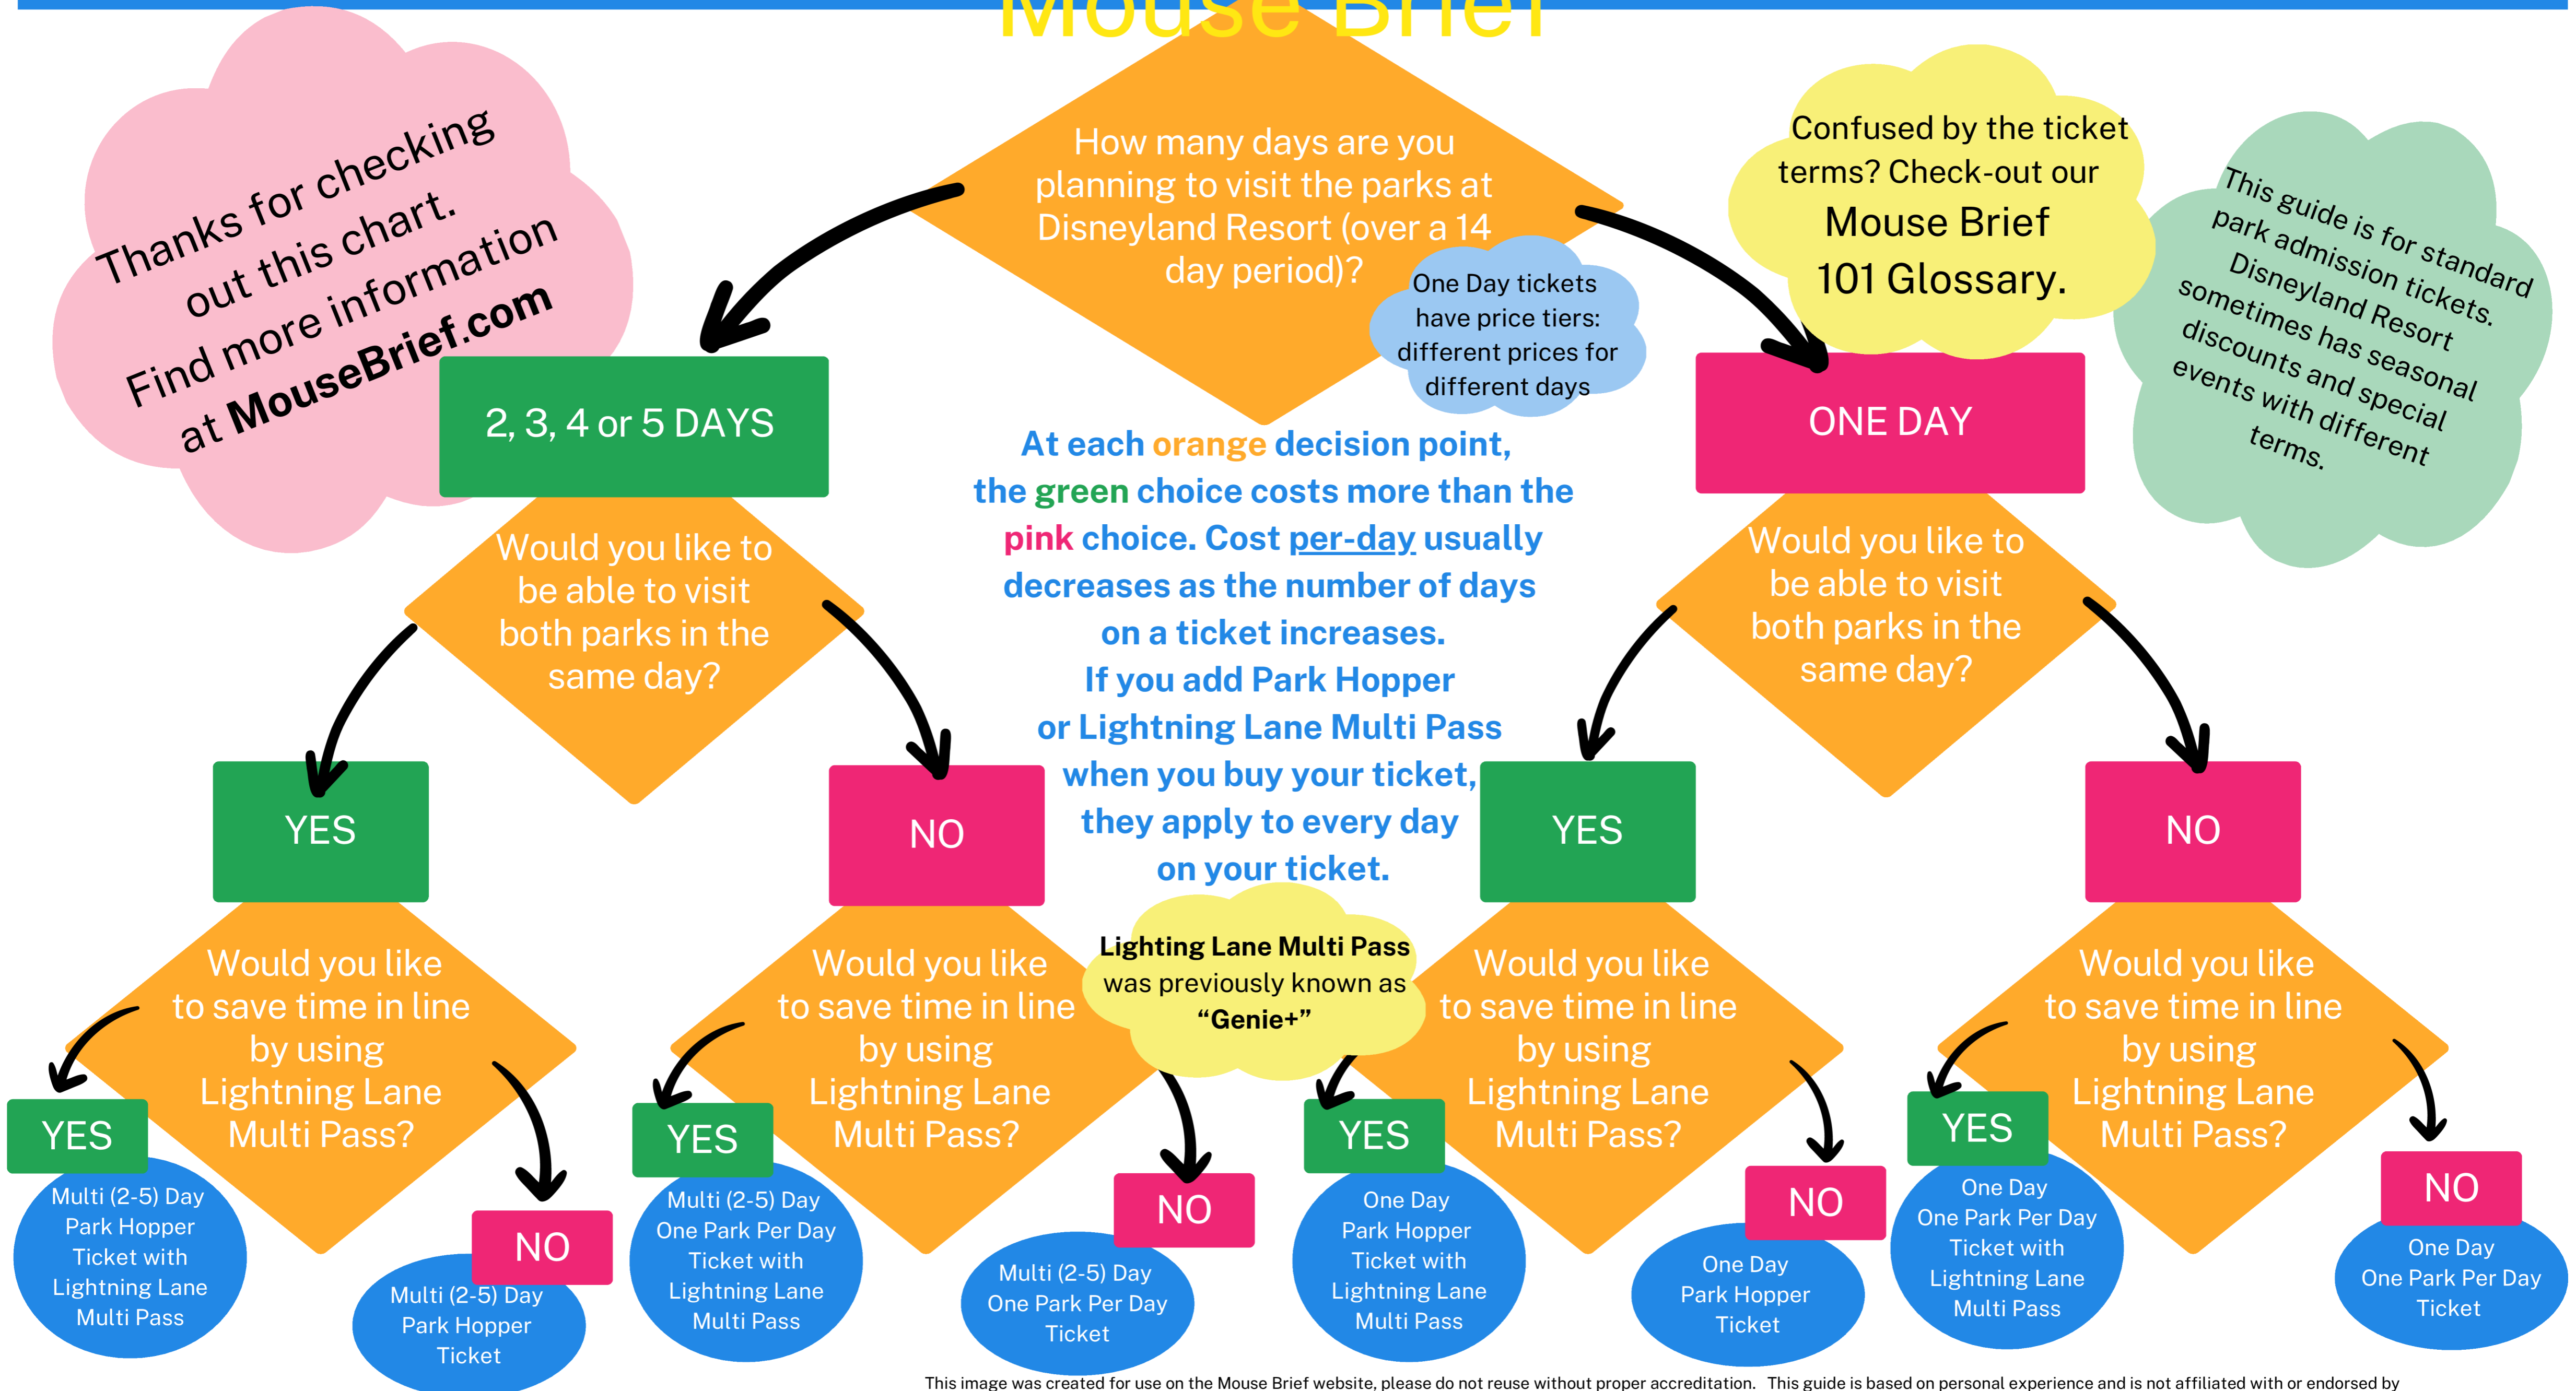 Mouse Brief
Thanks for checking
out this chart.
Find more information
at MouseBrief.com
How many days are you
planning to visit the parks at
Disneyland Resort (over a 14
day period)?
One Day tickets
have price tiers:
different prices for
different days
Confused by the ticket
terms? Check-out our
Mouse Brief
101 Glossary.
This guide is for standard
park admission tickets.
Disneyland Resort
sometimes has seasonal
discounts and special
events with different
terms.
2, 3, 4 or 5 DAYS
ONE DAY
At each orange decision point,
the green choice costs more than the
pink choice. Cost per-day usually
decreases as the number of days
on a ticket increases.
If you add Park Hopper
or Lightning Lane Multi Pass
when you buy your ticket,
they apply to every day
on your ticket.
Would you like to
be able to visit
both parks in the
same day?
Would you like to
be able to visit
both parks in the
same day?
YES
NO
YES
NO
Lighting Lane Multi Pass
was previously known as
“Genie+”
Would you like
to save time in line
by using
Lightning Lane
Multi Pass?
Would you like
to save time in line
by using
Lightning Lane
Multi Pass?
Would you like
to save time in line
by using
Lightning Lane
Multi Pass?
Would you like
to save time in line
by using
Lightning Lane
Multi Pass?
YES
Multi (2-5) Day
Park Hopper
Ticket with
Lightning Lane
Multi Pass
NO
Multi (2-5) Day
Park Hopper
Ticket
YES
Multi (2-5) Day
One Park Per Day
Ticket with
Lightning Lane
Multi Pass
NO
Multi (2-5) Day
One Park Per Day
Ticket
YES
One Day
Park Hopper
Ticket with
Lightning Lane
Multi Pass
NO
One Day
Park Hopper
Ticket
YES
One Day
One Park Per Day
Ticket with
Lightning Lane
Multi Pass
NO
One Day
One Park Per Day
Ticket
This image was created for use on the Mouse Brief website, please do not reuse without proper accreditation. This guide is based on personal experience and is not affiliated with or endorsed by